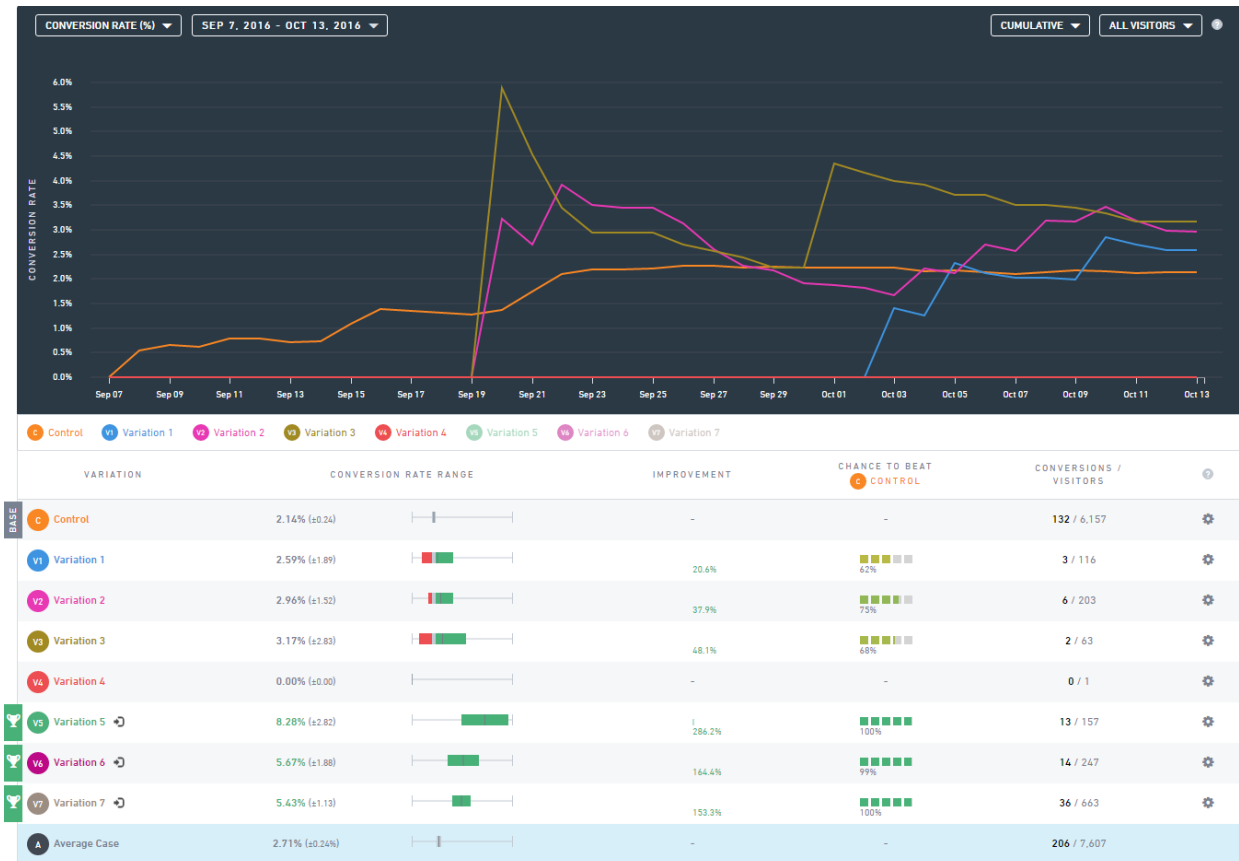 CONVERSION RATE (%) SEP 7, 2016 - OCT 13, 2016 CUMULATIVE ALL VISITORS ?
6.0%
5.5%
5.0%
4.5%
4.0%
3.5%
3.0%
2.5%
2.0%
1.5%
1.0%
0.5%
0.0%
CONVERSION RATE
Sep 07 Sep 09 Sep 11 Sep 13 Sep 15 Sep 17 Sep 19 Sep 21 Sep 23 Sep 25 Sep 27 Sep 29 Oct 01 Oct 03 Oct 05 Oct 07 Oct 09 Oct 11 Oct 13
C Control V1 Variation 1 V2 Variation 2 V3 Variation 3 V4 Variation 4 V5 Variation 5 V6 Variation 6 V7 Variation 7
VARIATION CONVERSION RATE RANGE IMPROVEMENT CHANCE TO BEAT C CONTROL CONVERSIONS / VISITORS ?
BASE C Control 2.14% (±0.24) - - 132 / 6,157
V1 Variation 1 2.59% (±1.89) 20.6% 62% 3 / 116
V2 Variation 2 2.96% (±1.52) 37.9% 75% 6 / 203
V3 Variation 3 3.17% (±2.83) 48.1% 68% 2 / 63
V4 Variation 4 0.00% (±0.00) - - 0 / 1
V5 Variation 5 8.28% (±2.82) 286.2% 100% 13 / 157
V6 Variation 6 5.67% (±1.88) 164.4% 99% 14 / 247
V7 Variation 7 5.43% (±1.13) 153.3% 100% 36 / 663
A Average Case 2.71% (±0.24%) - - 206 / 7,607